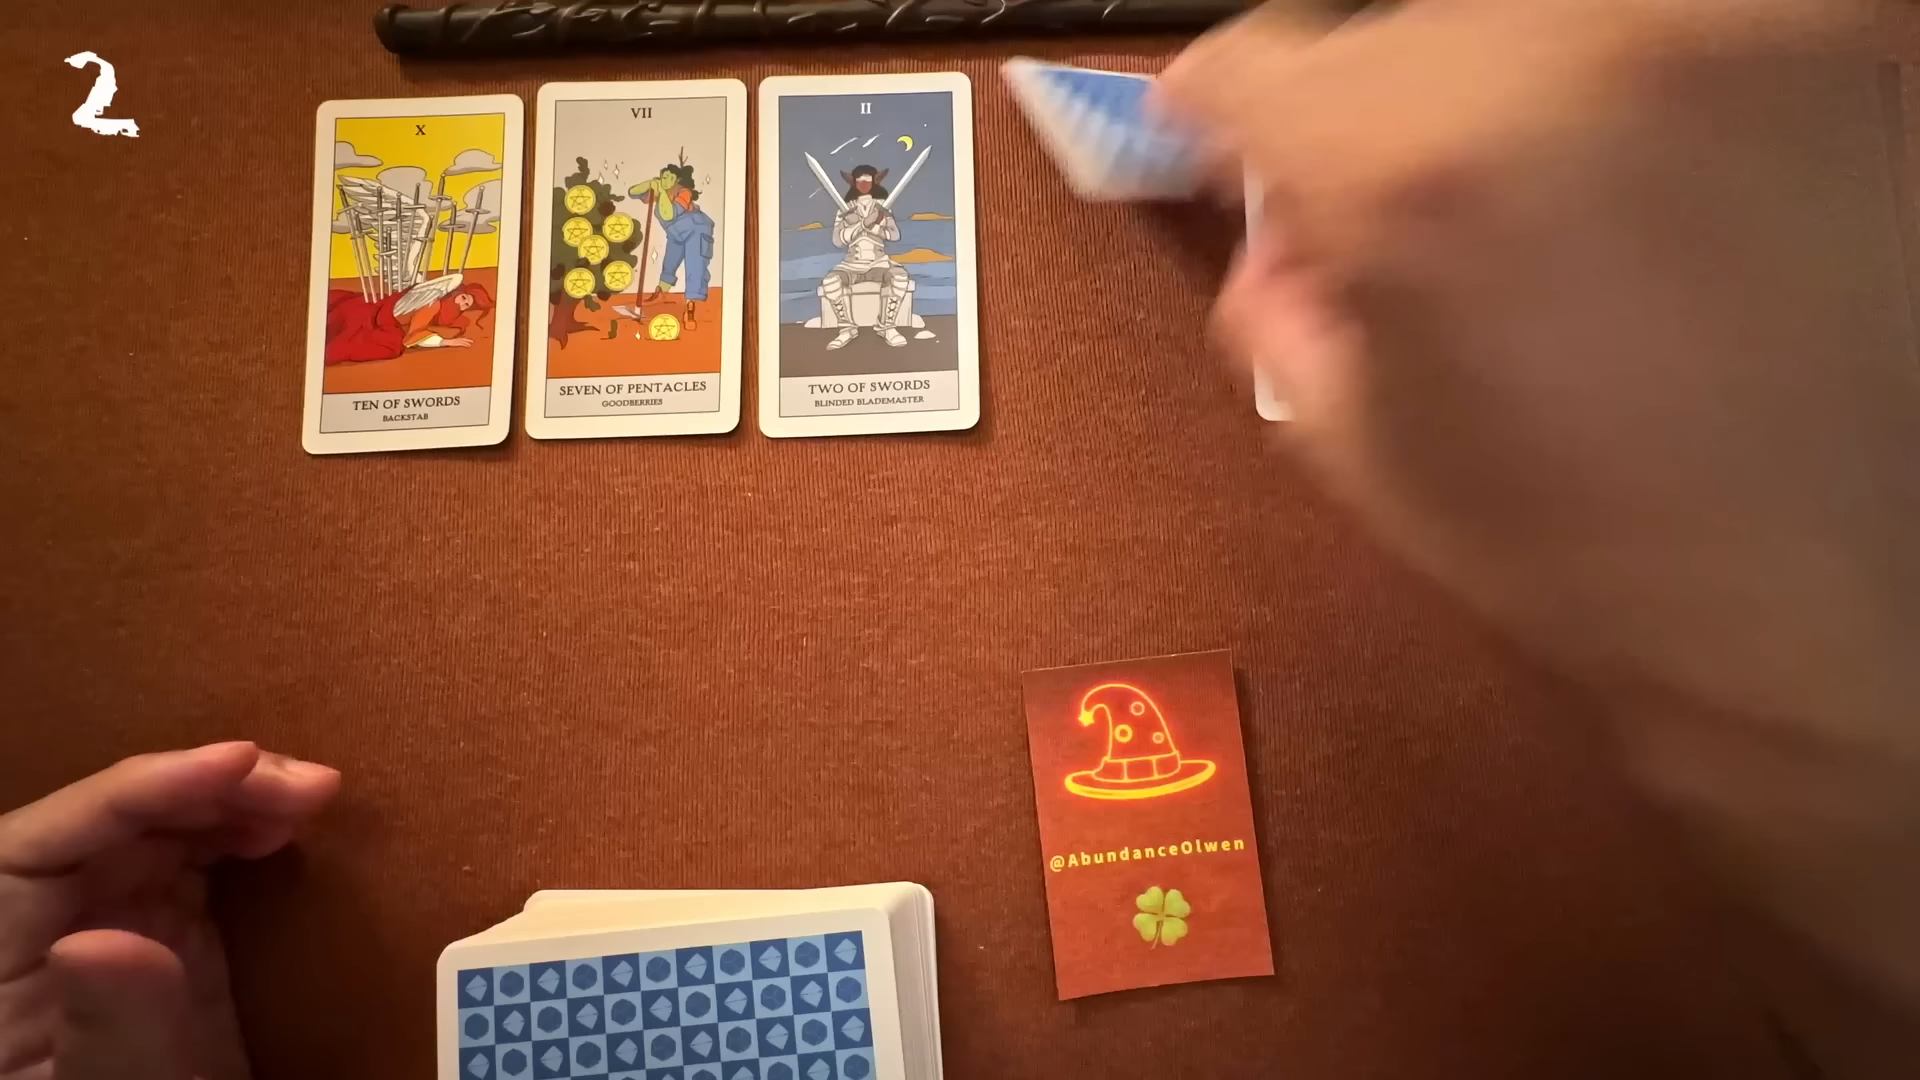 2
X
TEN OF SWORDS
BACKSTAB
VII
SEVEN OF PENTACLES
GOODBERRIES
II
TWO OF SWORDS
BLINDED BLADEMASTER
@AbundanceOlwen